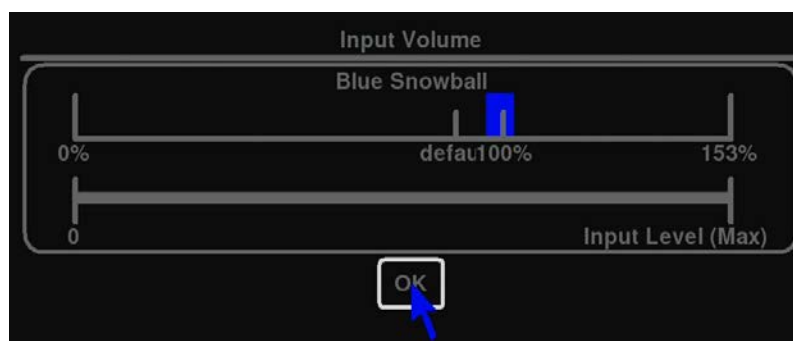 Input Volume
Blue Snowball
0% defau100% 153%
0 Input Level (Max)
OK